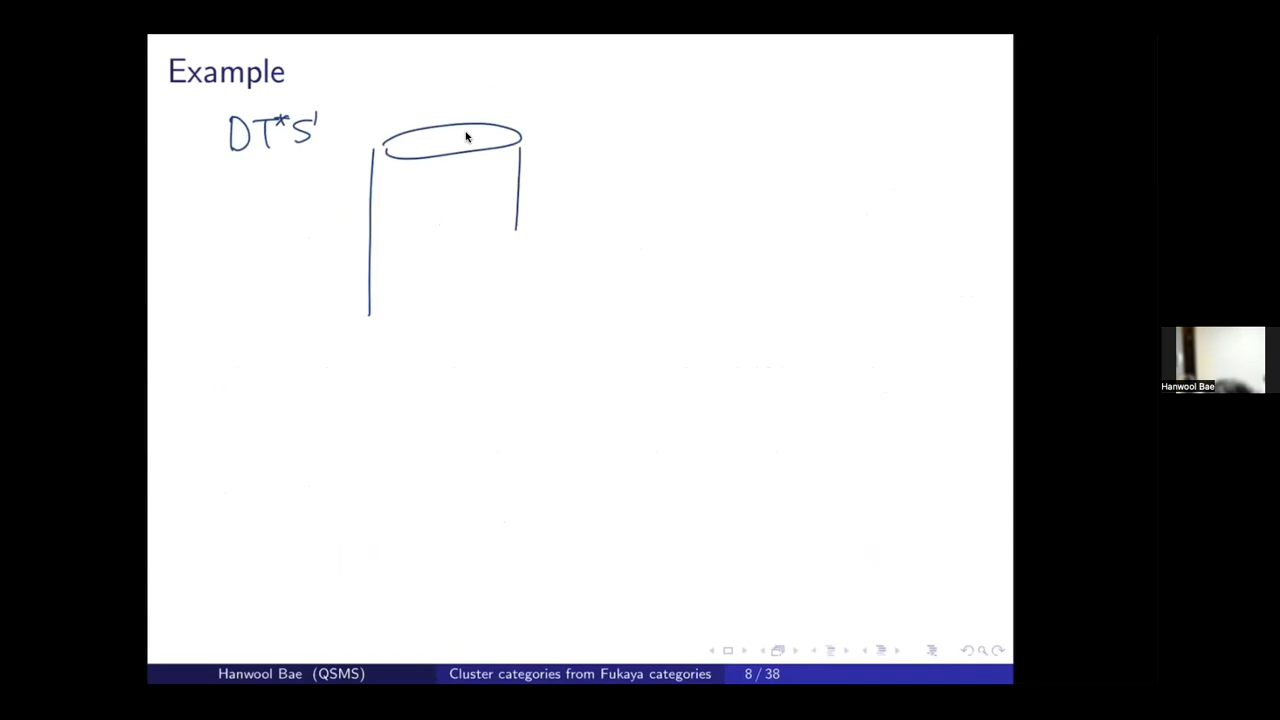 Example
DT*S¹
Hanwool Bae
Hanwool Bae (QSMS) Cluster categories from Fukaya categories 8 / 38